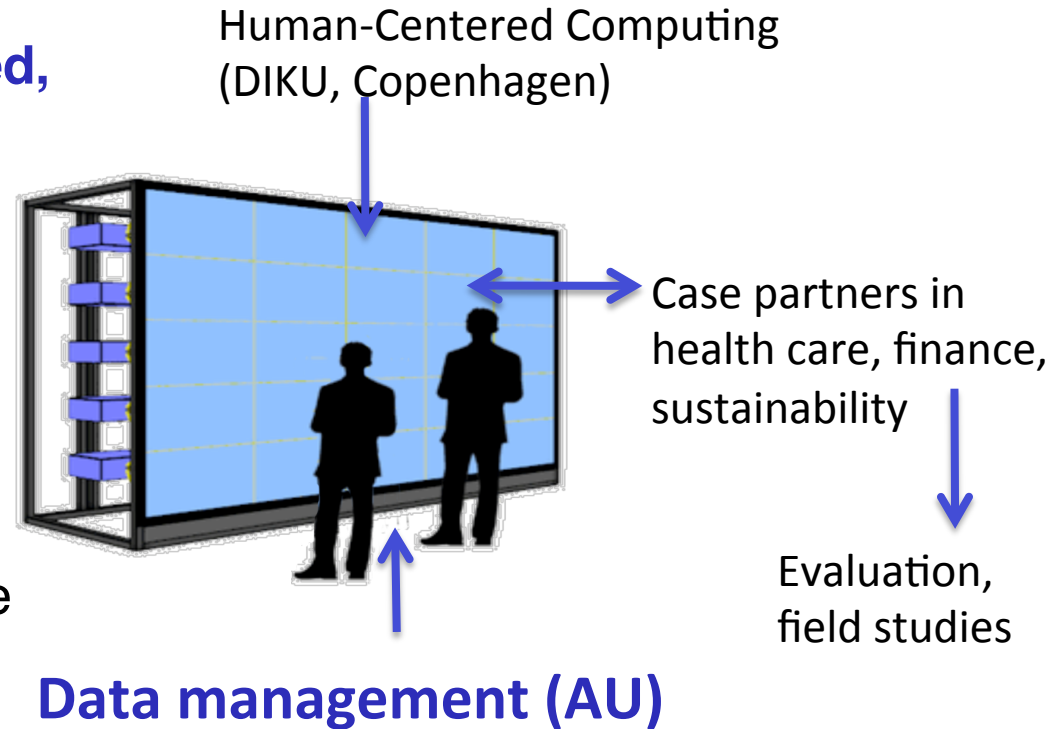 Human-Centered Computing
(DIKU, Copenhagen)
ed,
Case partners in
health care, finance,
sustainability
Evaluation,
field studies
e
Data management (AU)